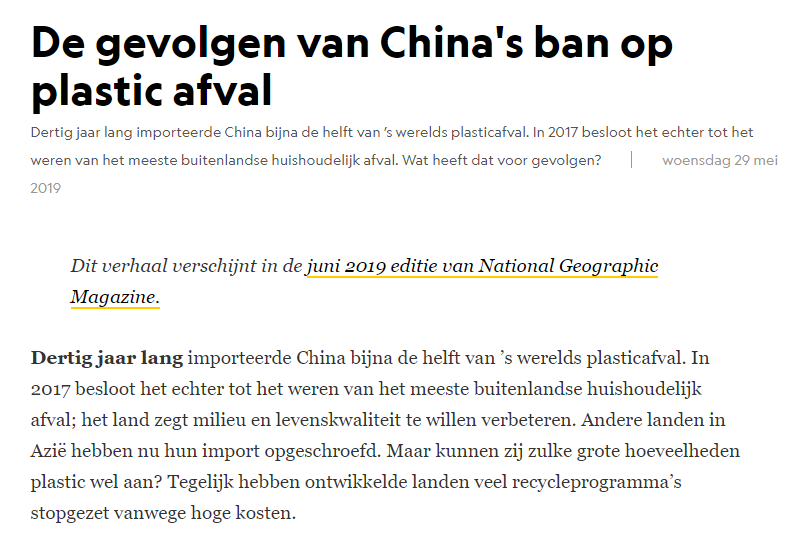 De gevolgen van China's ban op
plastic afval
Dertig jaar lang importeerde China bijna de helft van 's werelds plasticafval. In 2017 besloot het echter tot het
weren van het meeste buitenlandse huishoudelijk afval. Wat heeft dat voor gevolgen? | woensdag 29 mei
2019
Dit verhaal verschijnt in de juni 2019 editie van National Geographic
Magazine.
Dertig jaar lang importeerde China bijna de helft van ’s werelds plasticafval. In
2017 besloot het echter tot het weren van het meeste buitenlandse huishoudelijk
afval; het land zegt milieu en levenskwaliteit te willen verbeteren. Andere landen in
Azië hebben nu hun import opgeschroefd. Maar kunnen zij zulke grote hoeveelheden
plastic wel aan? Tegelijk hebben ontwikkelde landen veel recycleprogramma’s
stopgezet vanwege hoge kosten.